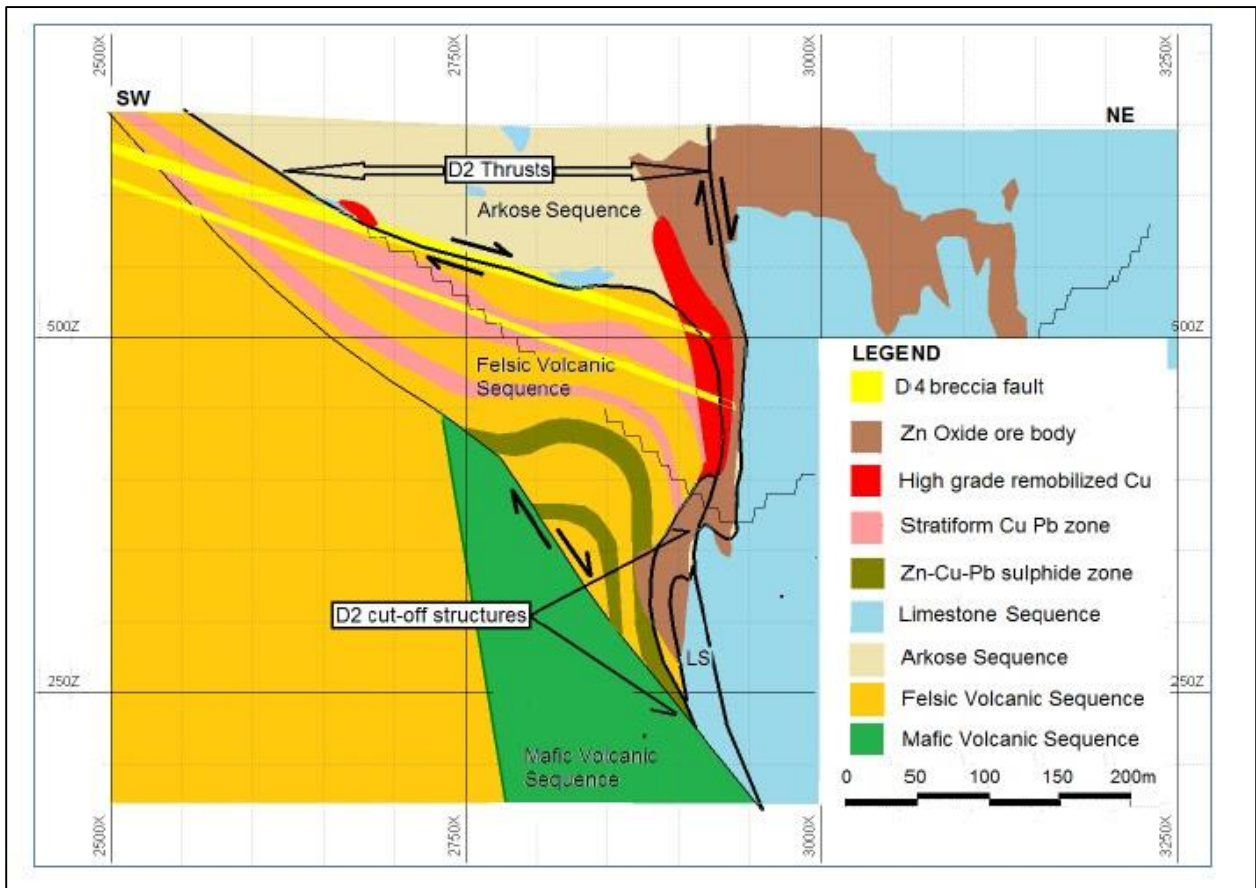 2500X
2750X
3000X
3250X
SW
NE
D2 Thrusts
Arkose Sequence
500Z
500Z
Felsic Volcanic
Sequence
LEGEND
D4 breccia fault
Zn Oxide ore body
High grade remobilized Cu
Stratiform Cu Pb zone
Zn-Cu-Pb sulphide zone
Limestone Sequence
Arkose Sequence
Felsic Volcanic Sequence
Mafic Volcanic Sequence
D2 cut-off structures
LS
250Z
250Z
Mafic Volcanic
Sequence
0 50 100 150 200m
2500X
2750X
3000X
3250X